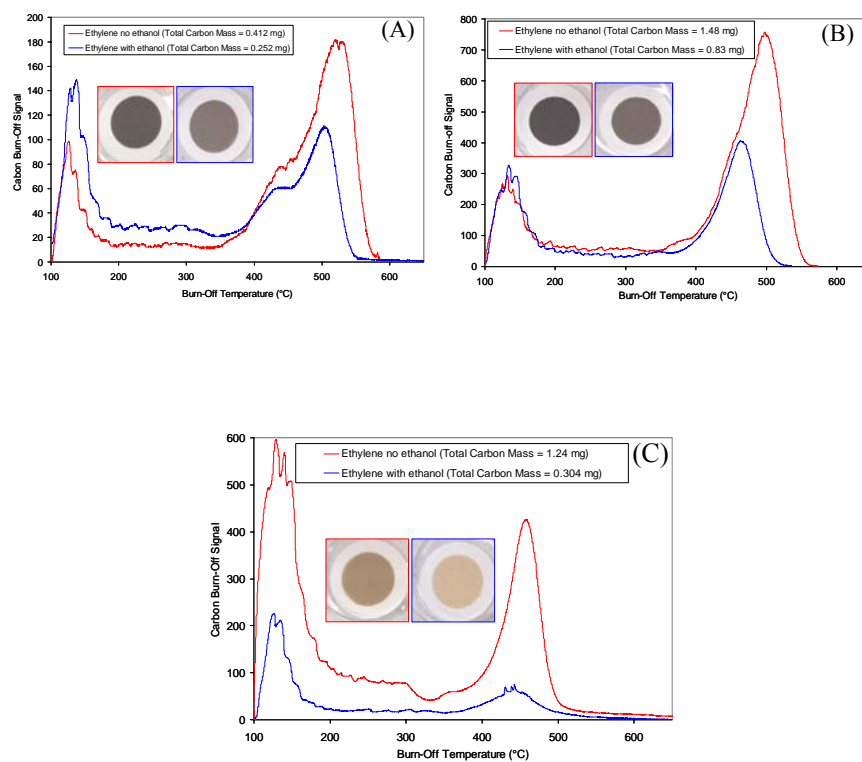 (A)
Ethylene no ethanol (Total Carbon Mass = 0.412 mg)
Ethylene with ethanol (Total Carbon Mass = 0.252 mg)
Cabon Burn-Off Signal
200
180
160
140
120
100
80
60
40
20
0
100 200 300 400 500 600
Burn-Off Temperature (°C)
(B)
Ethylene no ethanol (Total Carbon Mass = 1.48 mg)
Ethylene with ethanol (Total Carbon Mass = 0.83 mg)
Carbon Burn-off Signal
800
700
600
500
400
300
200
100
0
100 200 300 400 500 600
Burn-Off Temperature (°C)
(C)
Ethylene no ethanol (Total Carbon Mass = 1.24 mg)
Ethylene with ethanol (Total Carbon Mass = 0.304 mg)
Carbon Burn-Off Signal
600
500
400
300
200
100
0
100 200 300 400 500 600
Burn-Off Temperature (°C)